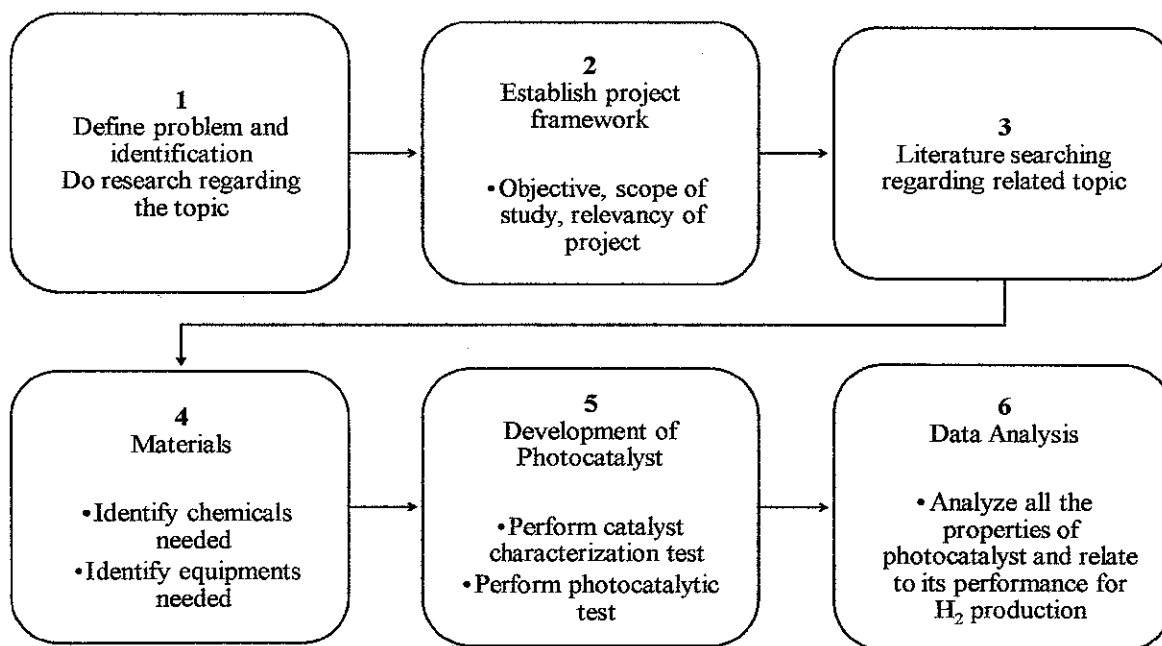 1
Define problem and
identification
Do research regarding
the topic
2
Establish project
framework
•Objective, scope of
study, relevancy of
project
3
Literature searching
regarding related topic
4
Materials
•Identify chemicals
needed
•Identify equipments
needed
5
Development of
Photocatalyst
•Perform catalyst
characterization test
•Perform photocatalytic
test
6
Data Analysis
•Analyze all the
properties of
photocatalyst and relate
to its performance for
H₂ production